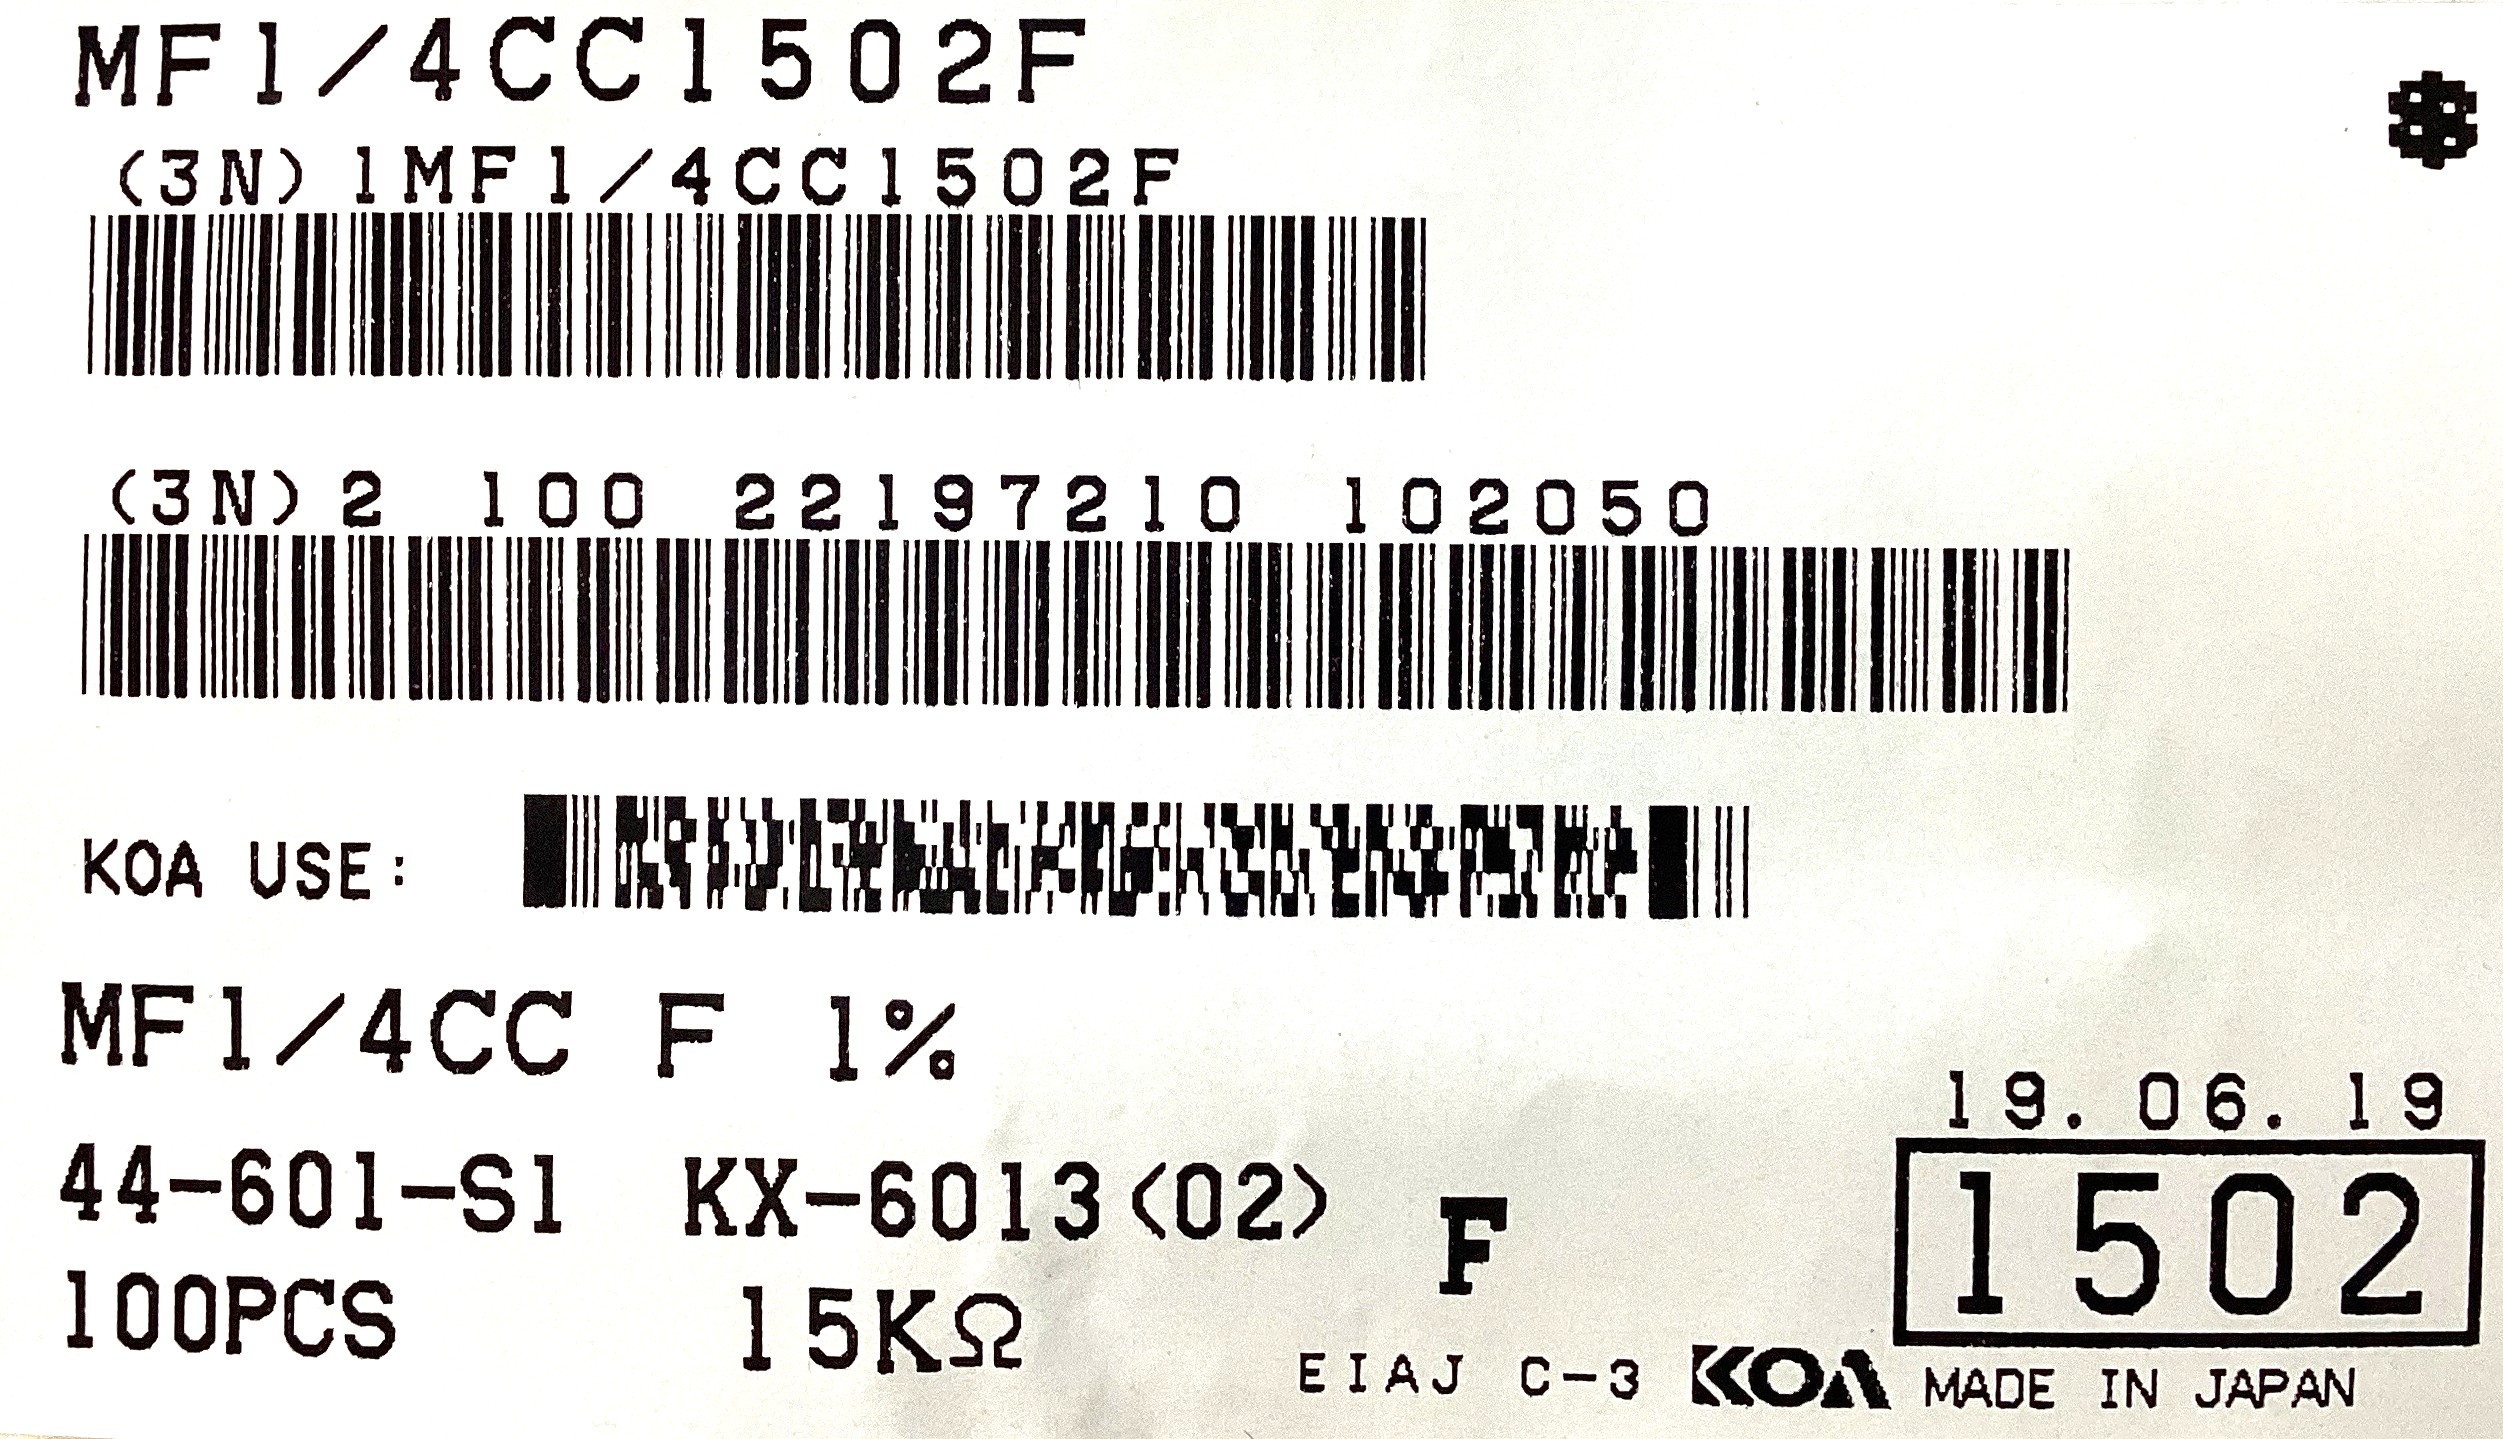 MF1/4CC1502F
*
(3N)1MF1/4CC1502F
(3N)2 100 22197210 102050
KOA USE:
MF1/4CC F 1%
19.06.19
44-601-S1 KX-6013(02) F
1502
100PCS 15KΩ
EIAJ C-3 KOA MADE IN JAPAN